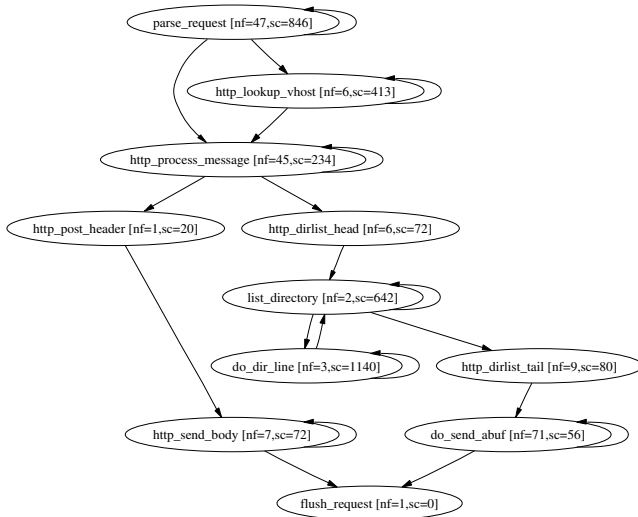 parse_request [nf=47,sc=846]
http_lookup_vhost [nf=6,sc=413]
http_process_message [nf=45,sc=234]
http_post_header [nf=1,sc=20]
http_dirlist_head [nf=6,sc=72]
list_directory [nf=2,sc=642]
do_dir_line [nf=3,sc=1140]
http_dirlist_tail [nf=9,sc=80]
http_send_body [nf=7,sc=72]
do_send_abuf [nf=71,sc=56]
flush_request [nf=1,sc=0]